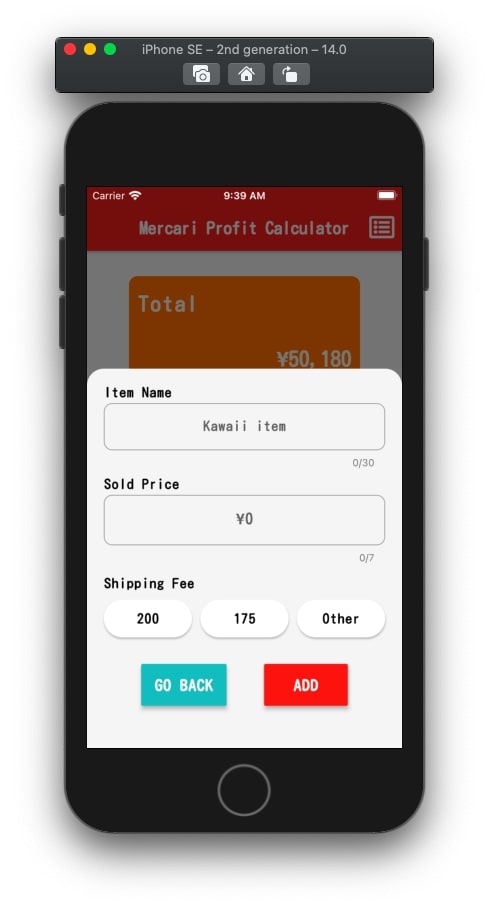 iPhone SE – 2nd generation – 14.0
Carrier 9:39 AM
Mercari Profit Calculator
Total
¥50,180
Item Name
Kawaii item
0/30
Sold Price
¥0
0/7
Shipping Fee
200 175 Other
GO BACK ADD